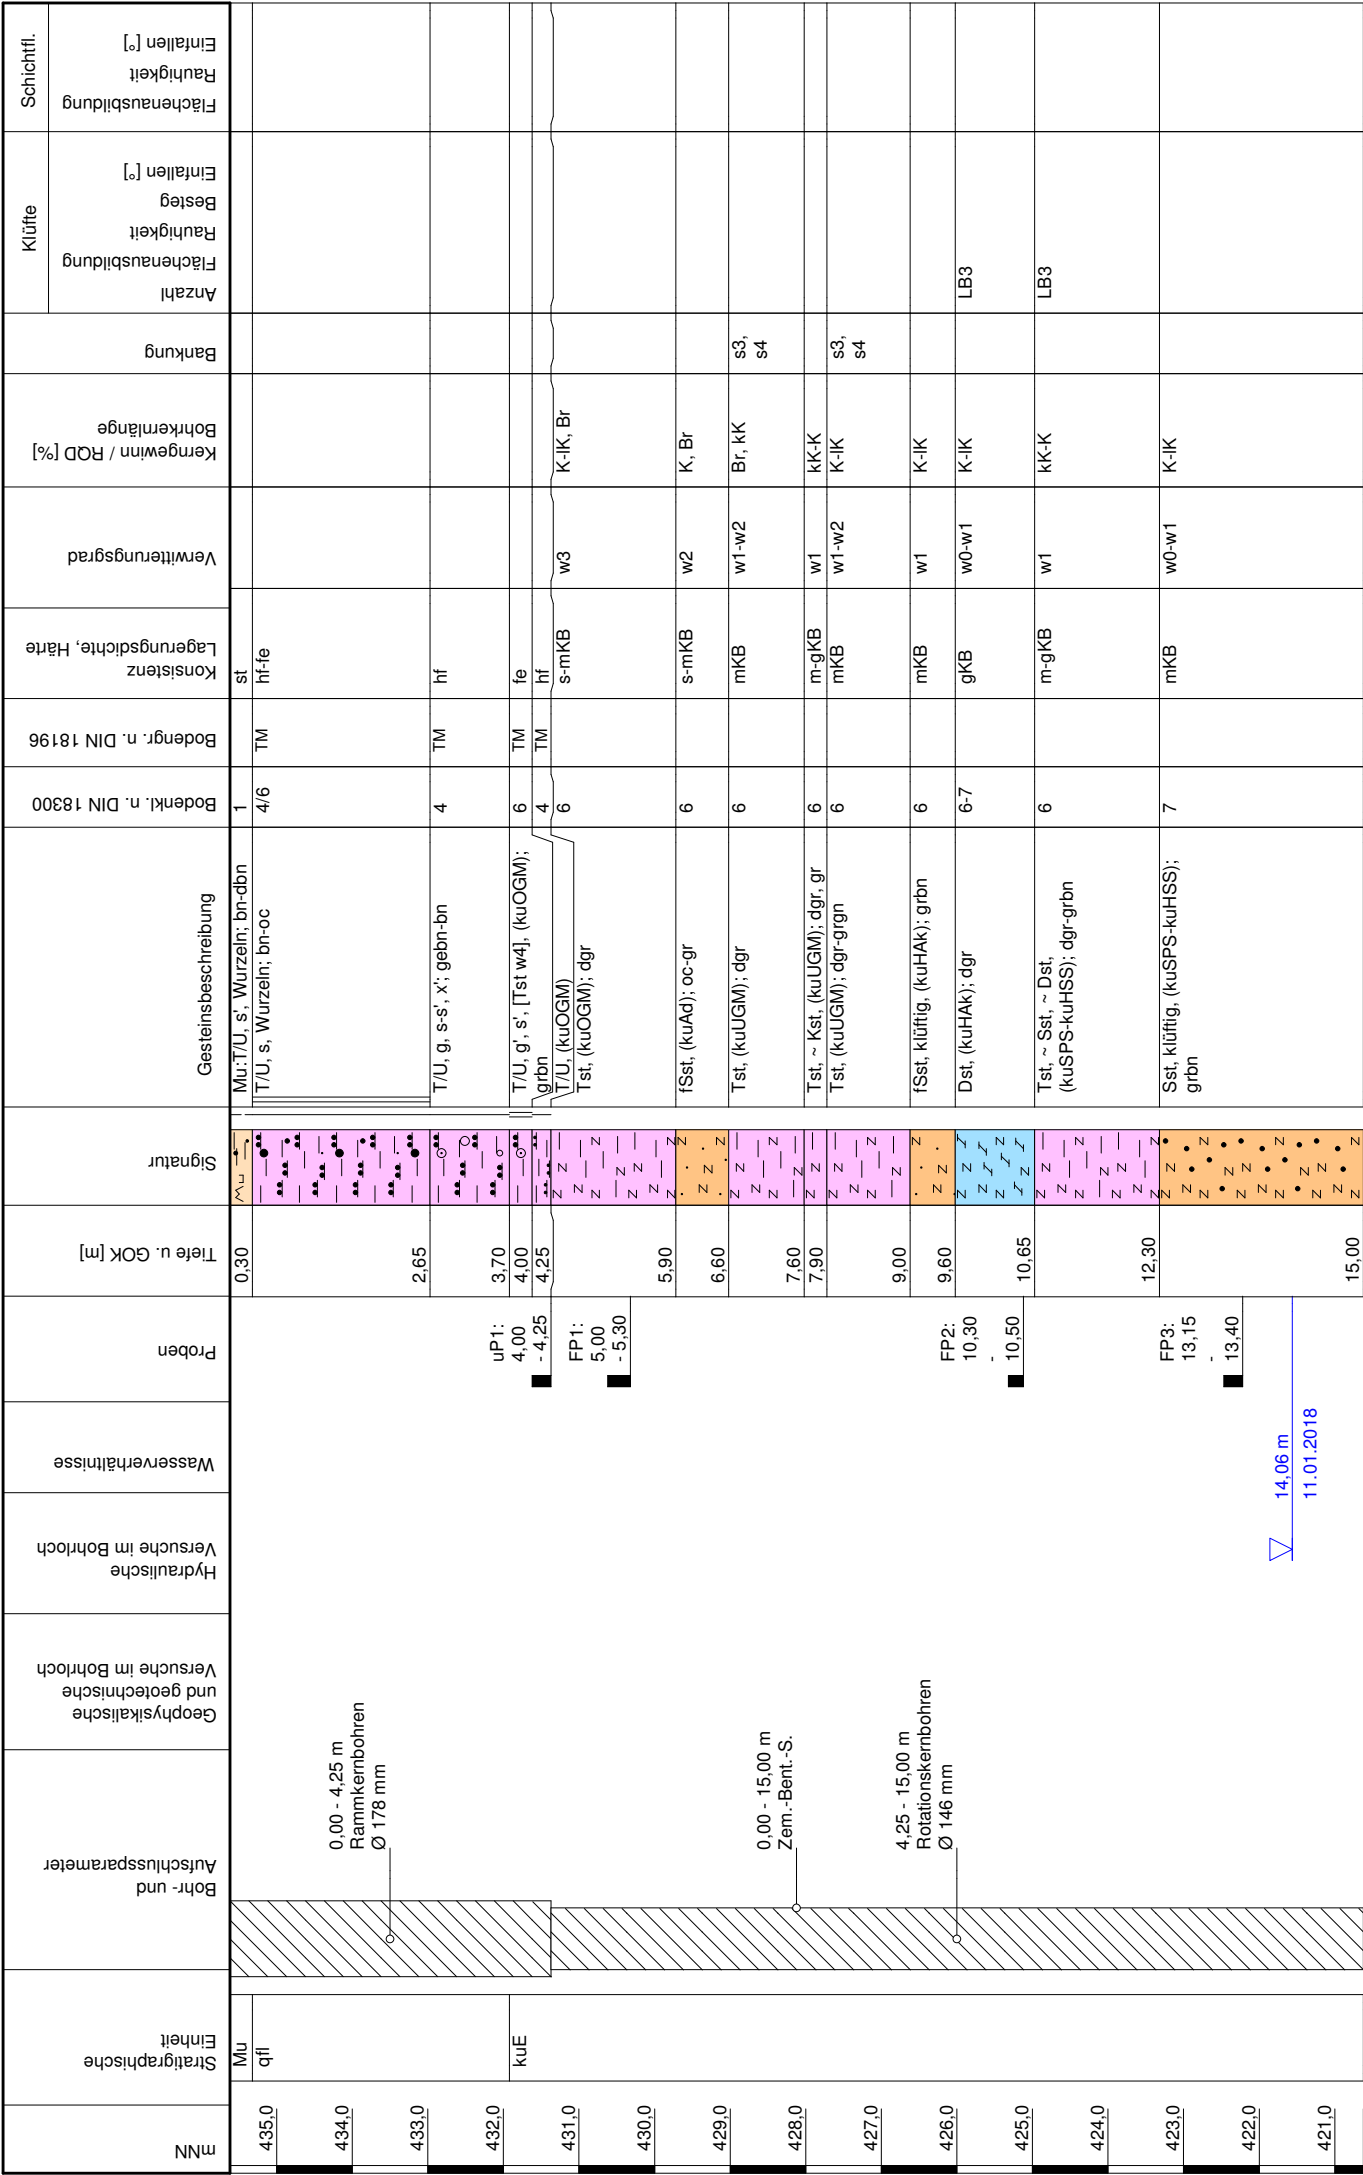 mNN
Stratigraphische
Einheit
Bohr- und
Aufschlussparameter
Geophysikalische
und geotechnische
Versuche im Bohrloch
Hydraulische
Versuche im Bohrloch
Wasserverhältnisse
Proben
Tiefe u. GOK [m]
Signatur
Gesteinsbeschreibung
Bodenkl. n. DIN 18300
Bodengr. n. DIN 18196
Konsistenz
Lagerungsdichte, Härte
Verwitterungsgrad
Kerngewinn / RQD [%]
Bohrkernlänge
Bankung
Klüfte
Anzahl
Flächenausbildung
Rauhigkeit
Besteg
Einfallen [°]
Schichtfl.
Flächenausbildung
Rauhigkeit
Einfallen [°]
435,0
434,0
433,0
432,0
431,0
430,0
429,0
428,0
427,0
426,0
425,0
424,0
423,0
422,0
421,0
Mu
qfl
kuE
0,00 - 4,25 m
Rammkernbohren
Ø 178 mm
0,00 - 15,00 m
Zem.-Bent.-S.
4,25 - 15,00 m
Rotationskernbohren
Ø 146 mm
14,06 m
11.01.2018
uP1:
4,00
- 4,25
FP1:
5,00
- 5,30
FP2:
10,30
-
10,50
FP3:
13,15
-
13,40
0,30
Mu:T/U, s', Wurzeln; bn-dbn
1
st
2,65
T/U, s, Wurzeln; bn-oc
4/6
TM
hf-fe
3,70
T/U, g, s-s', x'; gebn-bn
4
TM
hf
4,00
T/U, g', s', [Tst w4], (kuOGM);
grbn
6
TM
fe
4,25
T/U, (kuOGM)
4
TM
hf
5,90
Tst, (kuOGM); dgr
6
s-mKB
w3
K-lK, Br
6,60
fSst, (kuAd); oc-gr
6
s-mKB
w2
K, Br
7,60
Tst, (kuUGM); dgr
6
mKB
w1-w2
Br, kK
s3,
s4
7,90
Tst, ~ Kst, (kuUGM); dgr, gr
6
m-gKB
w1
kK-K
9,00
Tst, (kuUGM); dgr-grgn
6
mKB
w1-w2
K-lK
s3,
s4
9,60
fSst, klüftig, (kuHAk); grbn
6
mKB
w1
K-lK
10,65
Dst, (kuHAk); dgr
6-7
gKB
w0-w1
K-lK
LB3
12,30
Tst, ~ Sst, ~ Dst,
(kuSPS-kuHSS); dgr-grbn
6
m-gKB
w1
kK-K
LB3
15,00
Sst, klüftig, (kuSPS-kuHSS);
grbn
7
mKB
w0-w1
K-lK